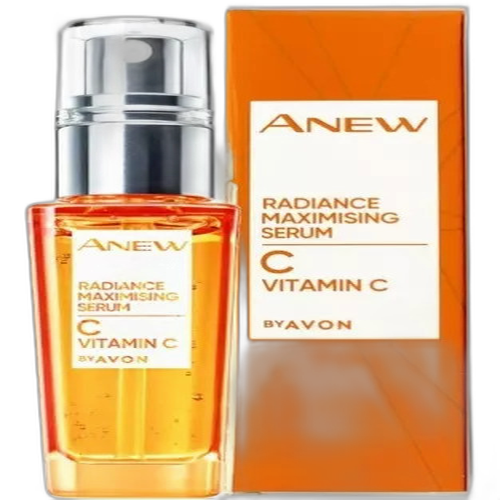 ANEW
RADIANCE
MAXIMISING
SERUM
C
VITAMIN C
BY AVON
ANEW
RADIANCE
MAXIMISING
SERUM
C
VITAMIN C
BY AVON